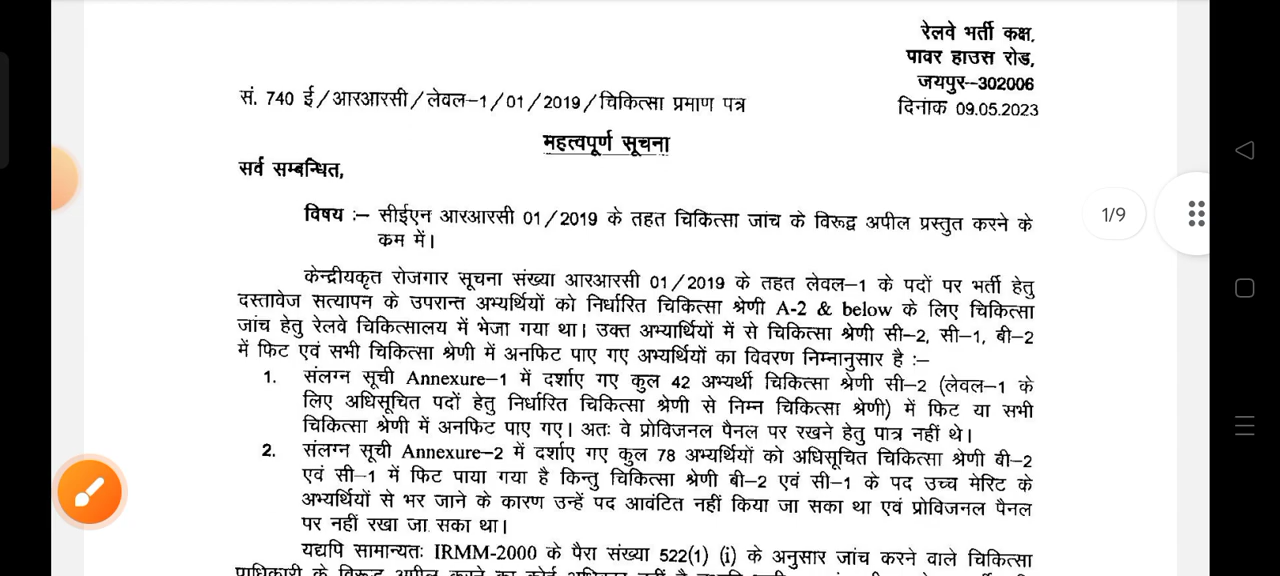 रेलवे भर्ती कक्ष,
पावर हाउस रोड,
जयपुर--302006
सं. 740 ई/आरआरसी/लेवल-1/01/2019/चिकित्सा प्रमाण पत्र
दिनांक 09.05.2023
महत्वपूर्ण सूचना
सर्व सम्बन्धित,
विषय :- सीईएन आरआरसी 01/2019 के तहत चिकित्सा जांच के विरूद्व अपील प्रस्तुत करने के
कम में।
1/9
केन्द्रीयकृत रोजगार सूचना संख्या आरआरसी 01/2019 के तहत लेवल-1 के पदों पर भर्ती हेतु
दस्तावेज सत्यापन के उपरान्त अभ्यर्थियों को निर्धारित चिकित्सा श्रेणी A-2 & below के लिए चिकित्सा
जांच हेतु रेलवे चिकित्सालय में भेजा गया था। उक्त अभ्यार्थियों में से चिकित्सा श्रेणी सी-2, सी-1, बी-2
में फिट एवं सभी चिकित्सा श्रेणी में अनफिट पाए गए अभ्यर्थियों का विवरण निम्नानुसार है :-
1. संलग्न सूची Annexure-1 में दर्शाए गए कुल 42 अभ्यर्थी चिकित्सा श्रेणी सी-2 (लेवल-1 के
लिए अधिसूचित पदों हेतु निर्धारित चिकित्सा श्रेणी से निम्न चिकित्सा श्रेणी) में फिट या सभी
चिकित्सा श्रेणी में अनफिट पाए गए। अतः वे प्रोविजनल पैनल पर रखने हेतु पात्र नहीं थे।
2. संलग्न सूची Annexure-2 में दर्शाए गए कुल 78 अभ्यर्थियों को अधिसूचित चिकित्सा श्रेणी बी-2
एवं सी-1 में फिट पाया गया है किन्तु चिकित्सा श्रेणी बी-2 एवं सी-1 के पद उच्च मेरिट के
अभ्यर्थियों से भर जाने के कारण उन्हें पद आवंटित नहीं किया जा सका था एवं प्रोविजनल पैनल
पर नहीं रखा जा सका था।
यद्यपि सामान्यतः IRMM-2000 के पैरा संख्या 522(1) (i) के अनुसार जांच करने वाले चिकित्सा